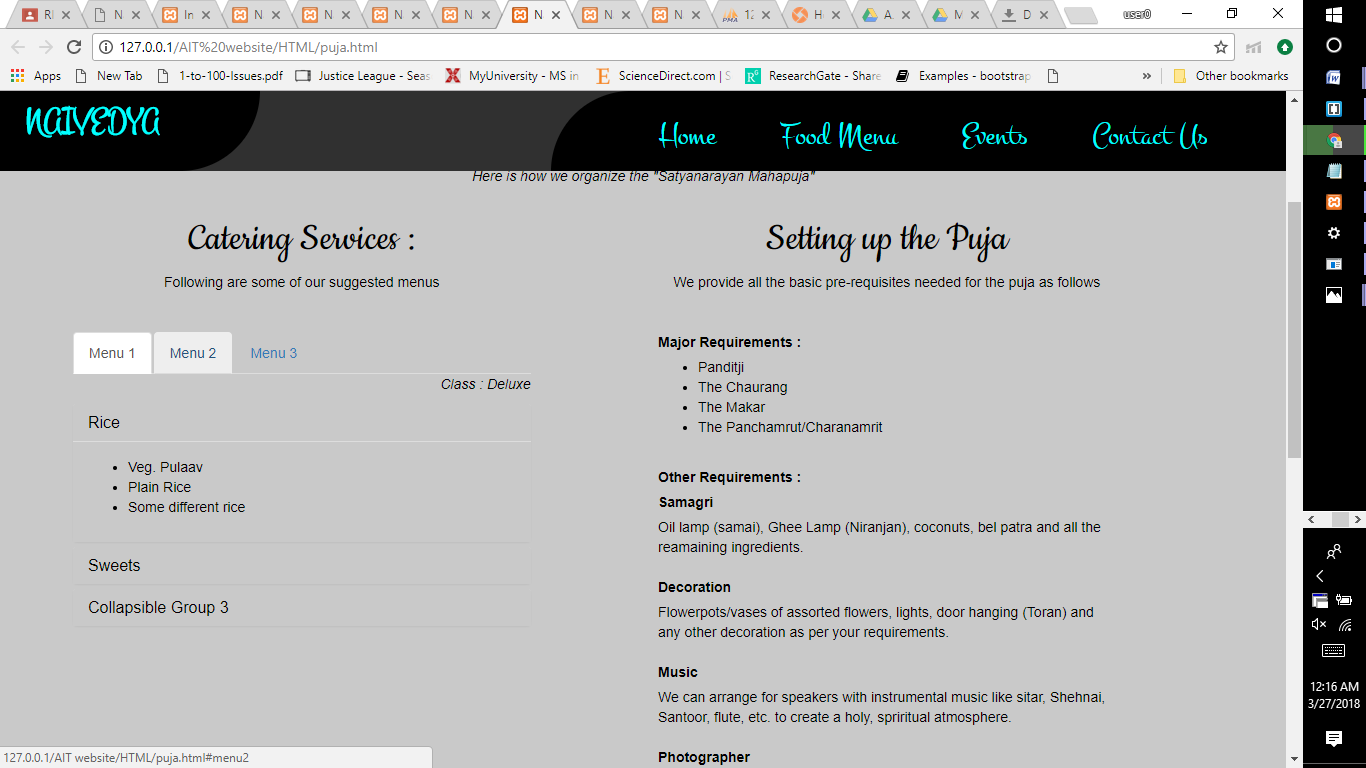 RI
N
In
N
N
N
N
N
N
N
12
H
A
M
D
user0
127.0.0.1/AIT%20website/HTML/puja.html
Apps
New Tab
1-to-100-Issues.pdf
Justice League - Seas
MyUniversity - MS in
ScienceDirect.com | S
ResearchGate - Share
Examples - bootstrap
»
Other bookmarks
NAIVEDYA
Home
Food Menu
Events
Contact Us
Here is how we organize the "Satyanarayan Mahapuja"
Catering Services :
Following are some of our suggested menus
Menu 1
Menu 2
Menu 3
Class : Deluxe
Rice
• Veg. Pulaav
• Plain Rice
• Some different rice
Sweets
Collapsible Group 3
Setting up the Puja
We provide all the basic pre-requisites needed for the puja as follows
Major Requirements :
• Panditji
• The Chaurang
• The Makar
• The Panchamrut/Charanamrit
Other Requirements :
Samagri
Oil lamp (samai), Ghee Lamp (Niranjan), coconuts, bel patra and all the
reamaining ingredients.
Decoration
Flowerpots/vases of assorted flowers, lights, door hanging (Toran) and
any other decoration as per your requirements.
Music
We can arrange for speakers with instrumental music like sitar, Shehnai,
Santoor, flute, etc. to create a holy, spriritual atmosphere.
Photographer
127.0.0.1/AIT website/HTML/puja.html#menu2
12:16 AM
3/27/2018